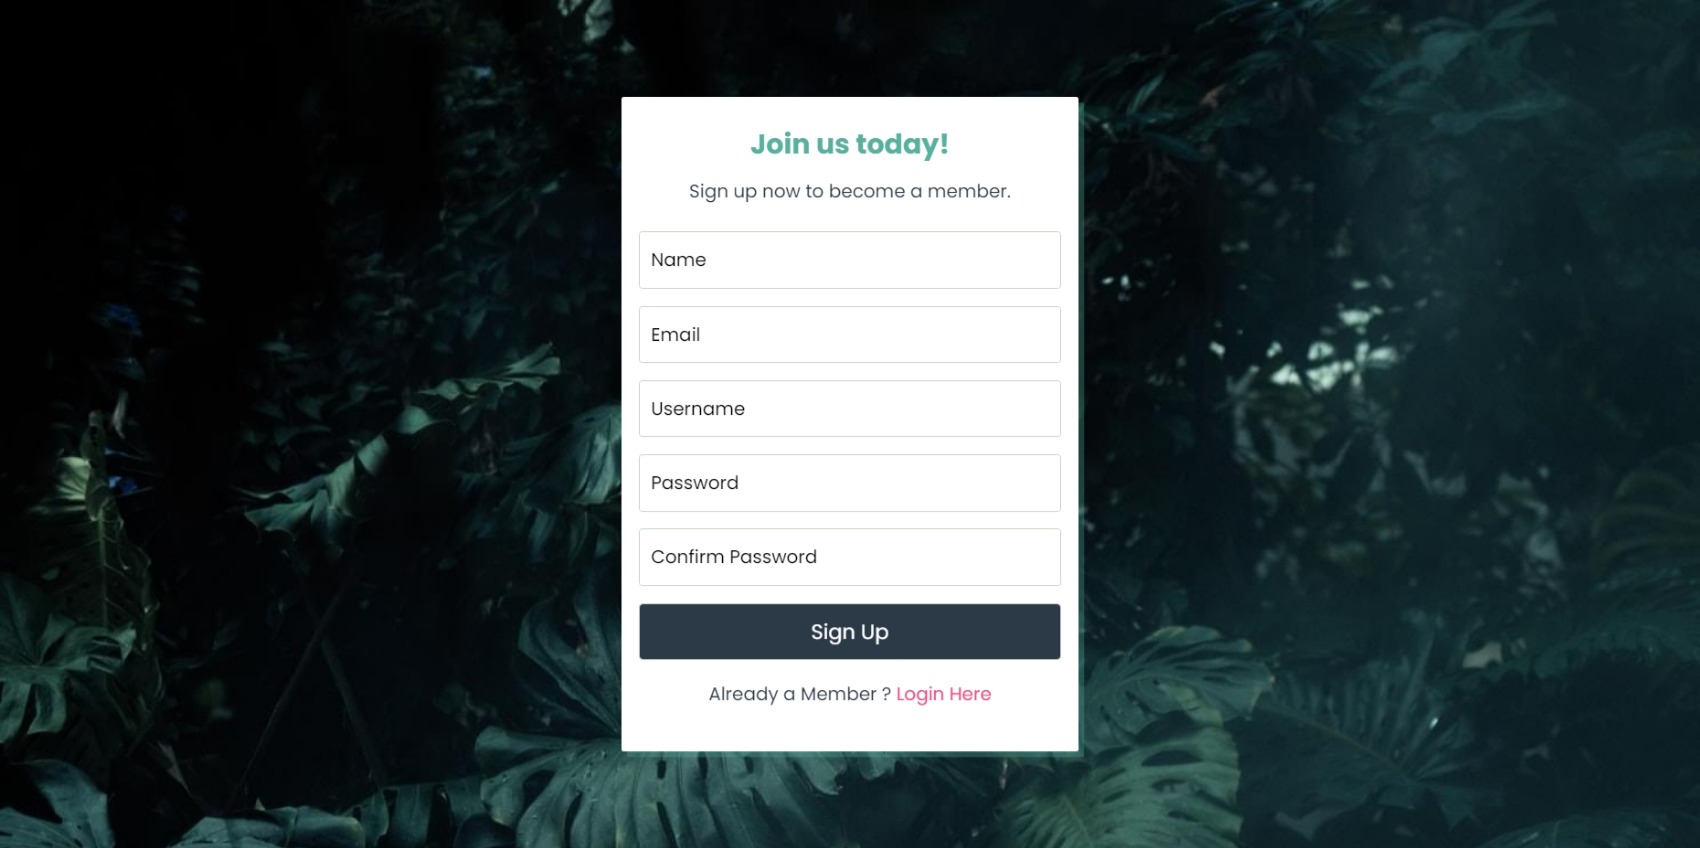 Join us today!
Sign up now to become a member.
Name
Email
Username
Password
Confirm Password
Sign Up
Already a Member ? Login Here